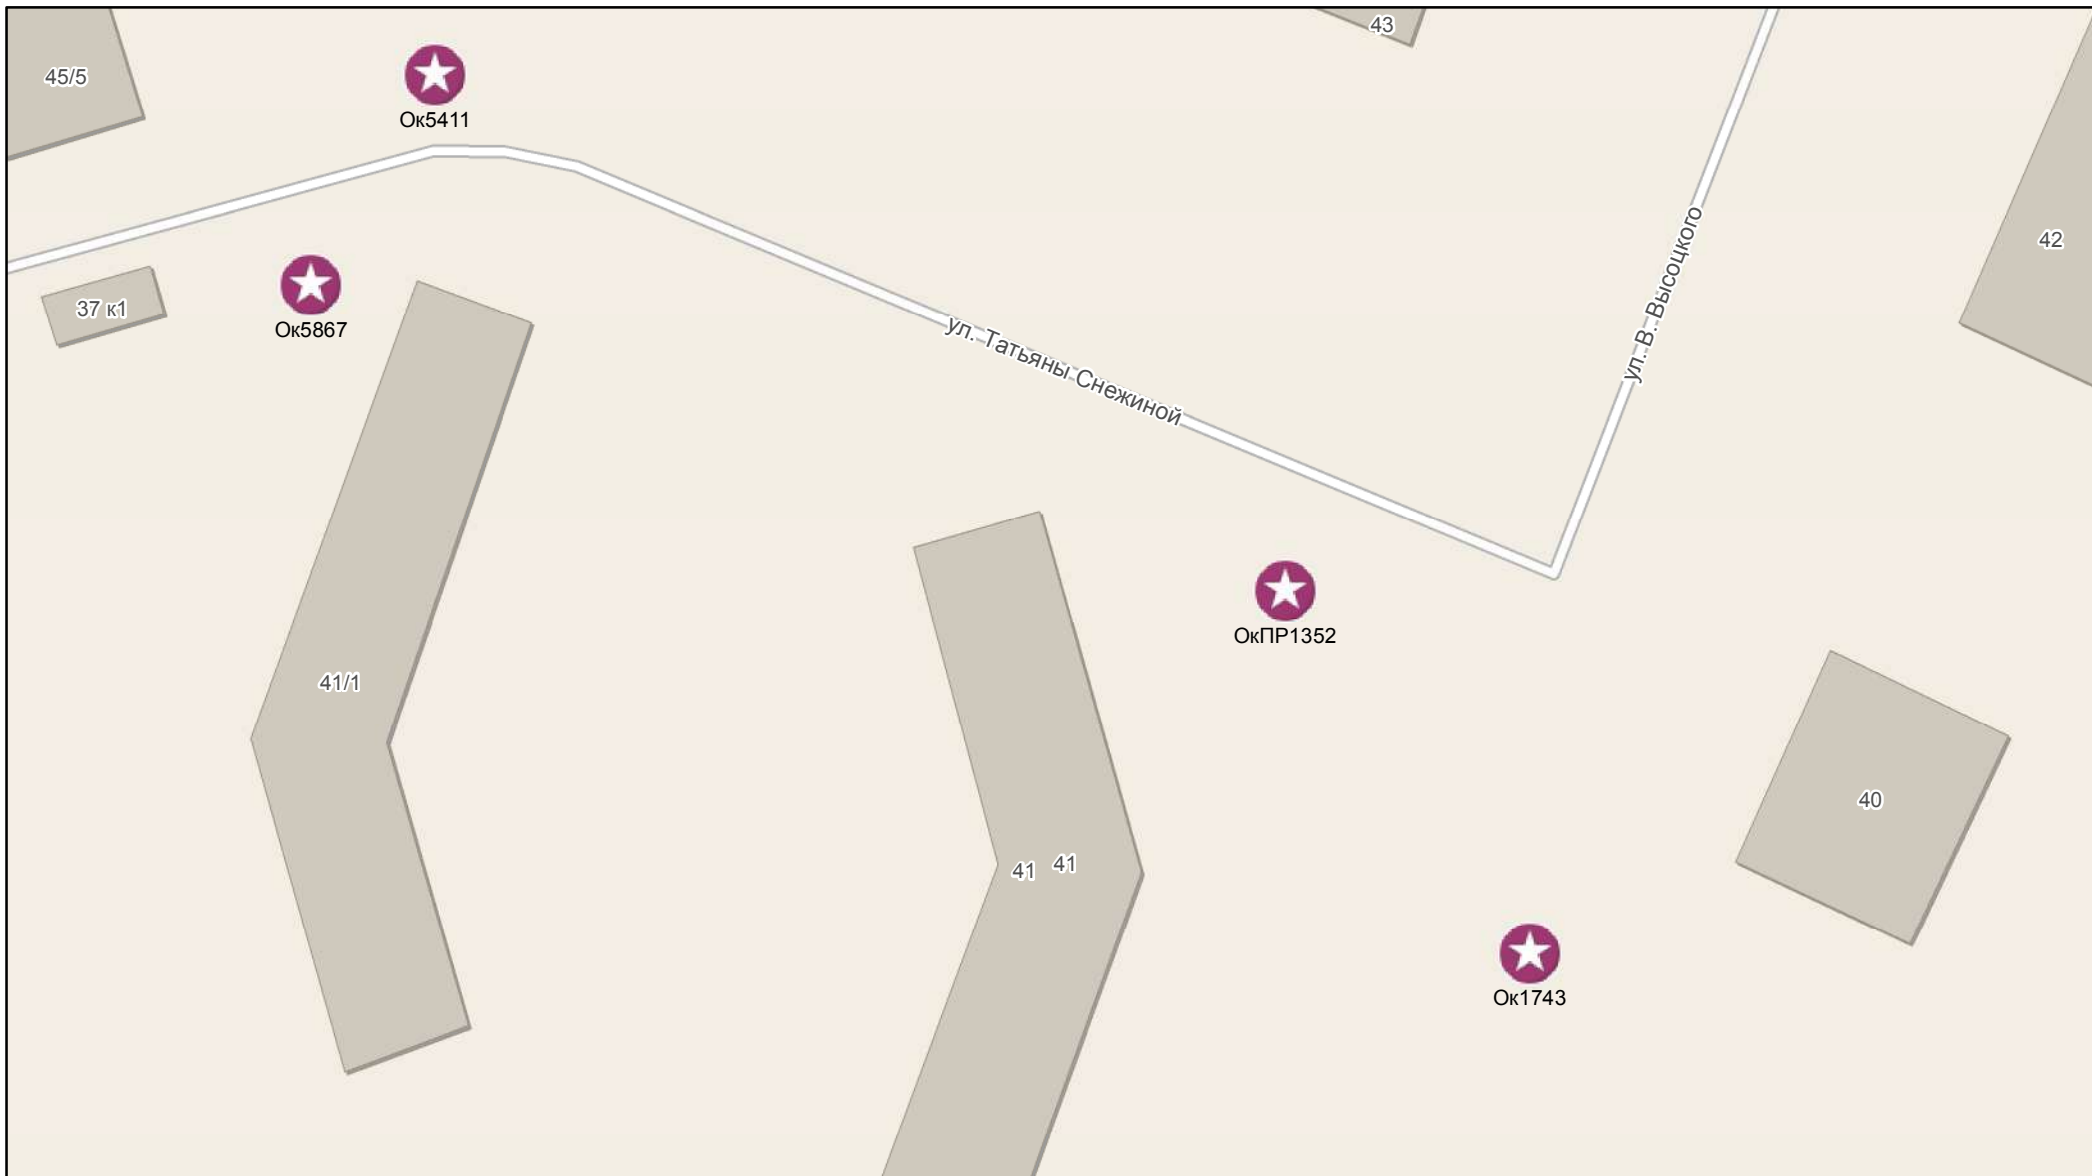 43
45/5
Ок5411
42
37 к1
Ок5867
ул. В. Высоцкого
ул. Татьяны Снежиной
ОкПР1352
41/1
40
41 41
Ок1743